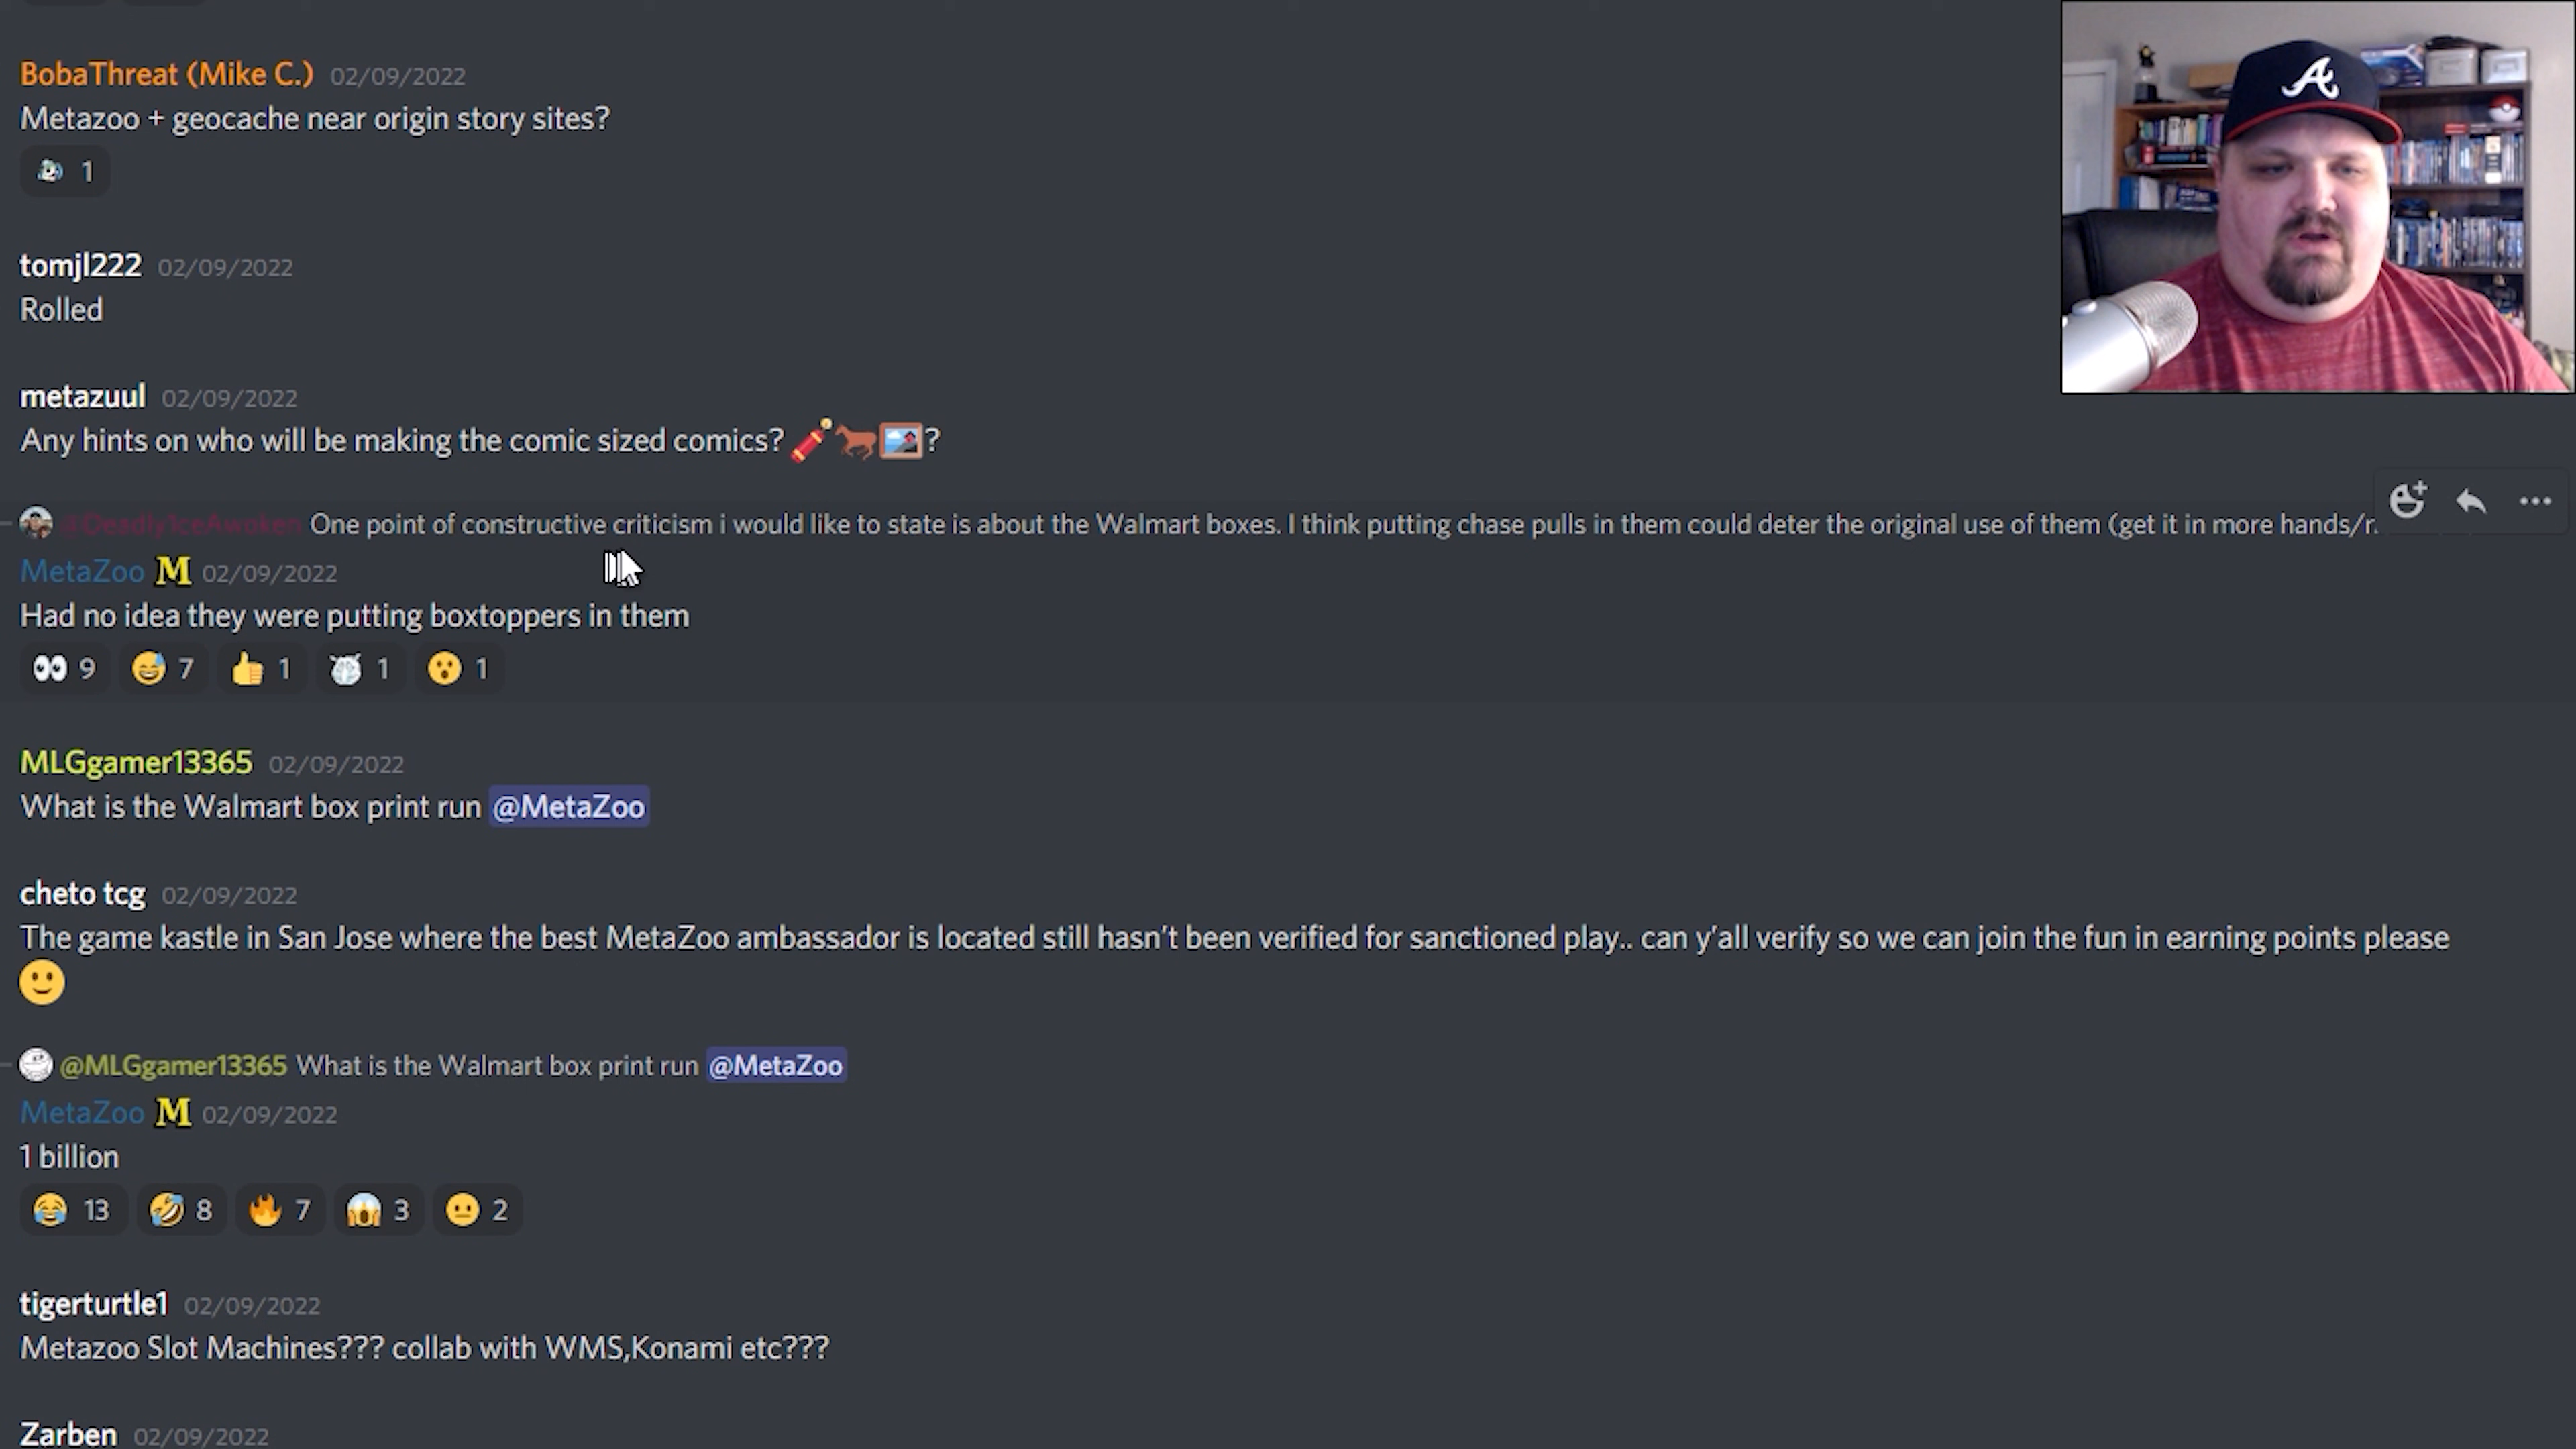 BobaThreat (Mike C.) 02/09/2022
Metazoo + geocache near origin story sites?
1
tomjl222 02/09/2022
Rolled
metazuul 02/09/2022
Any hints on who will be making the comic sized comics? 🧨🐎🖼️?
@DeadlyIceAwoken One point of constructive criticism i would like to state is about the Walmart boxes. I think putting chase pulls in them could deter the original use of them (get it in more hands/r.
MetaZoo M 02/09/2022
Had no idea they were putting boxtoppers in them
👀 9 😅 7 👍 1 1 😮 1
MLGgamer13365 02/09/2022
What is the Walmart box print run @MetaZoo
cheto tcg 02/09/2022
The game kastle in San Jose where the best MetaZoo ambassador is located still hasn't been verified for sanctioned play.. can y'all verify so we can join the fun in earning points please
🙂
@MLGgamer13365 What is the Walmart box print run @MetaZoo
MetaZoo M 02/09/2022
1 billion
😂 13 🤣 8 🔥 7 😱 3 😐 2
tigerturtle1 02/09/2022
Metazoo Slot Machines??? collab with WMS,Konami etc???
Zarben 02/09/2022
A